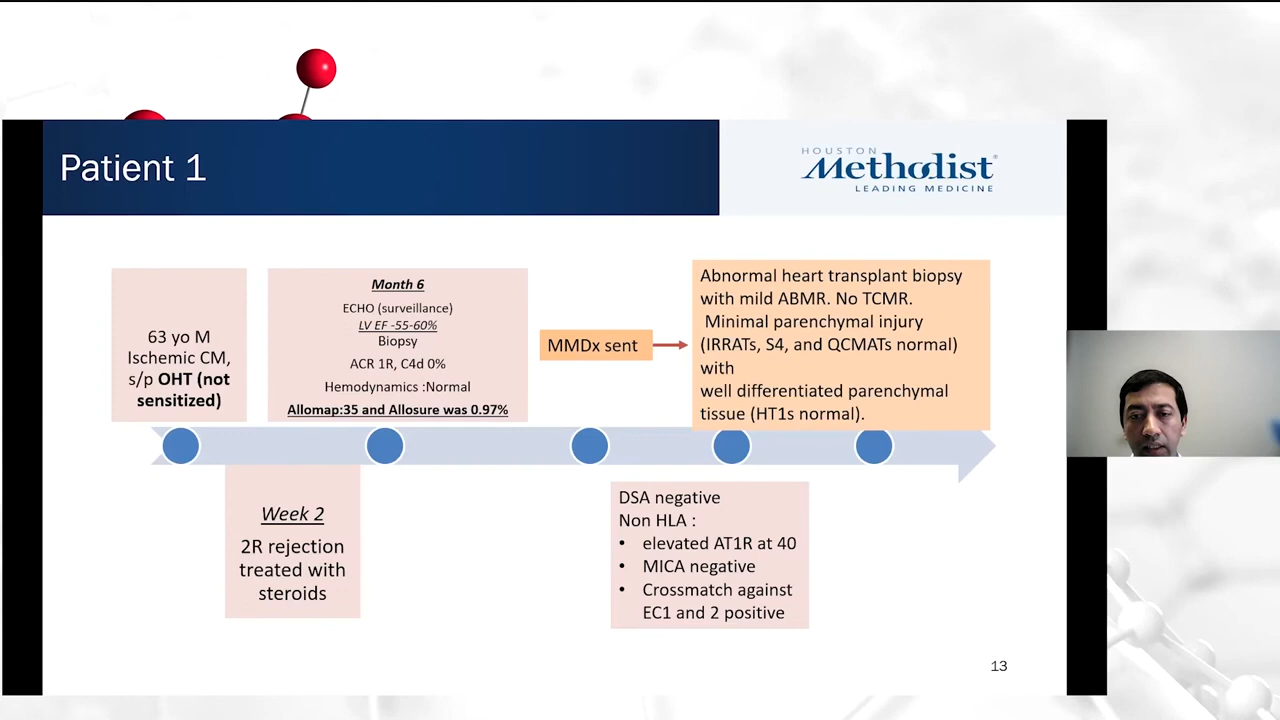 Patient 1
HOUSTON
Methodist®
LEADING MEDICINE
63 yo M
Ischemic CM,
s/p OHT (not
sensitized)
Month 6
ECHO (surveillance)
LV EF -55-60%
Biopsy
ACR 1R, C4d 0%
Hemodynamics :Normal
Allomap:35 and Allosure was 0.97%
MMDx sent
Abnormal heart transplant biopsy
with mild ABMR. No TCMR.
Minimal parenchymal injury
(IRRATs, S4, and QCMATs normal)
with
well differentiated parenchymal
tissue (HT1s normal).
Week 2
2R rejection
treated with
steroids
DSA negative
Non HLA :
• elevated AT1R at 40
• MICA negative
• Crossmatch against
EC1 and 2 positive
13